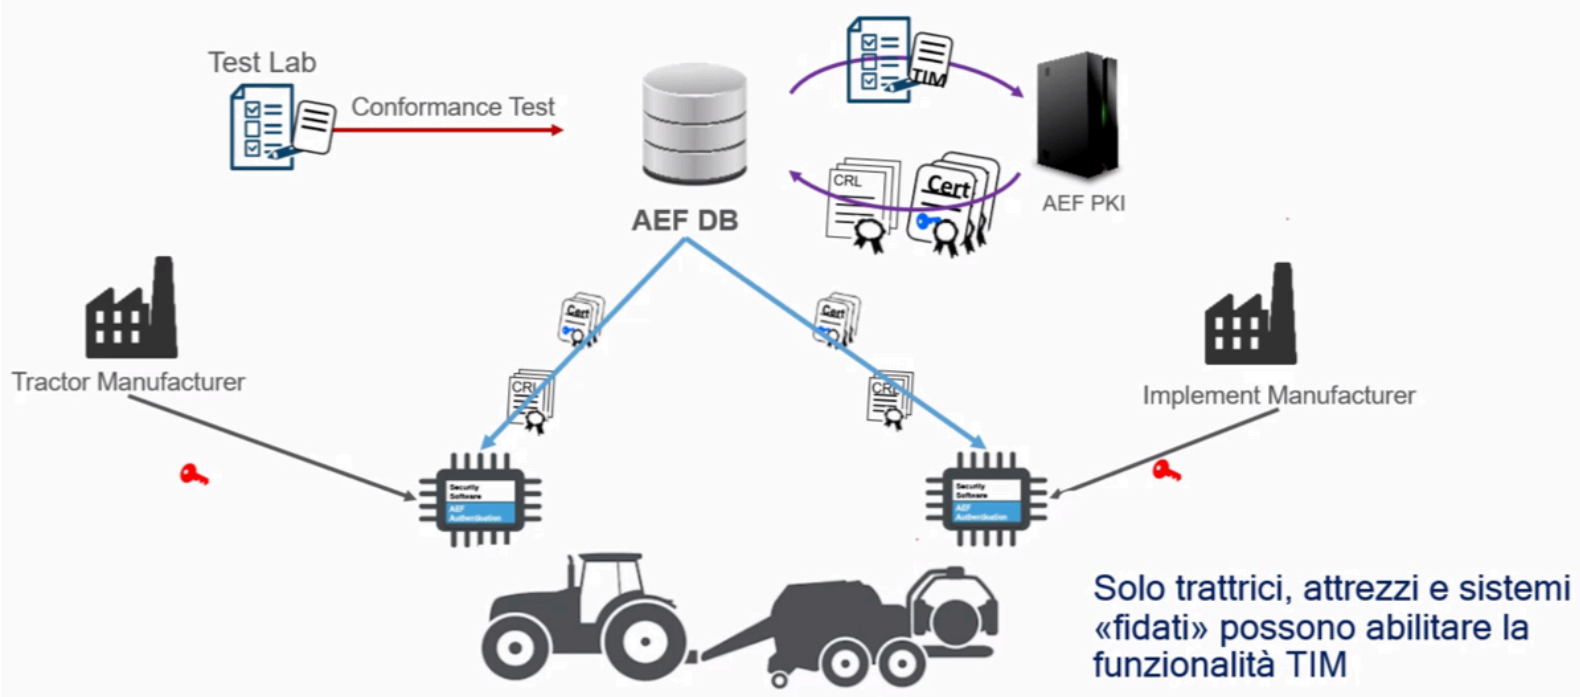 Test Lab
Conformance Test
TIM
CRL
Cert
AEF DB
AEF PKI
Tractor Manufacturer
Cert
CRL
Cert
CRL
Implement Manufacturer
Security
Software
AEF
Authentication
Security
Software
AEF
Authentication
Solo trattrici, attrezzi e sistemi
«fidati» possono abilitare la
funzionalità TIM